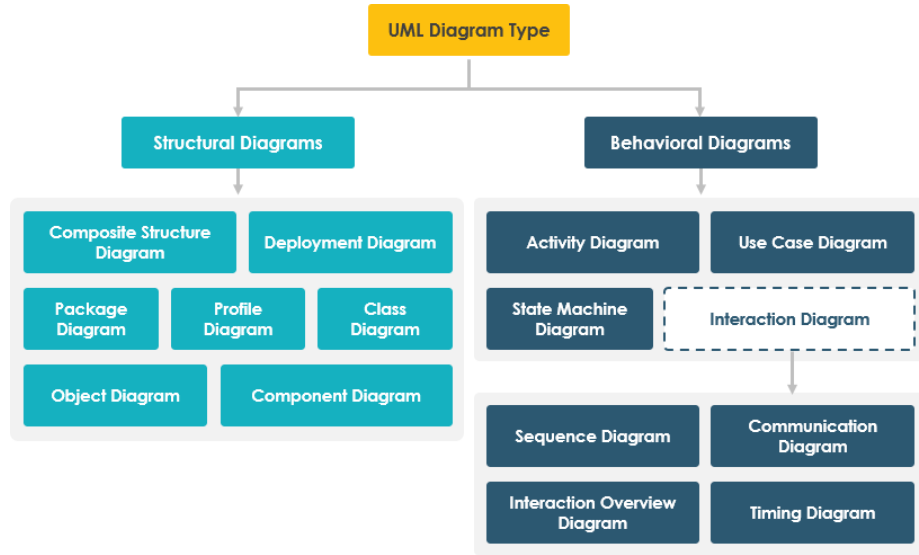 UML Diagram Type
Structural Diagrams
Behavioral Diagrams
Composite Structure
Diagram
Deployment Diagram
Package
Diagram
Profile
Diagram
Class
Diagram
Object Diagram
Component Diagram
Activity Diagram
Use Case Diagram
State Machine
Diagram
Interaction Diagram
Sequence Diagram
Communication
Diagram
Interaction Overview
Diagram
Timing Diagram